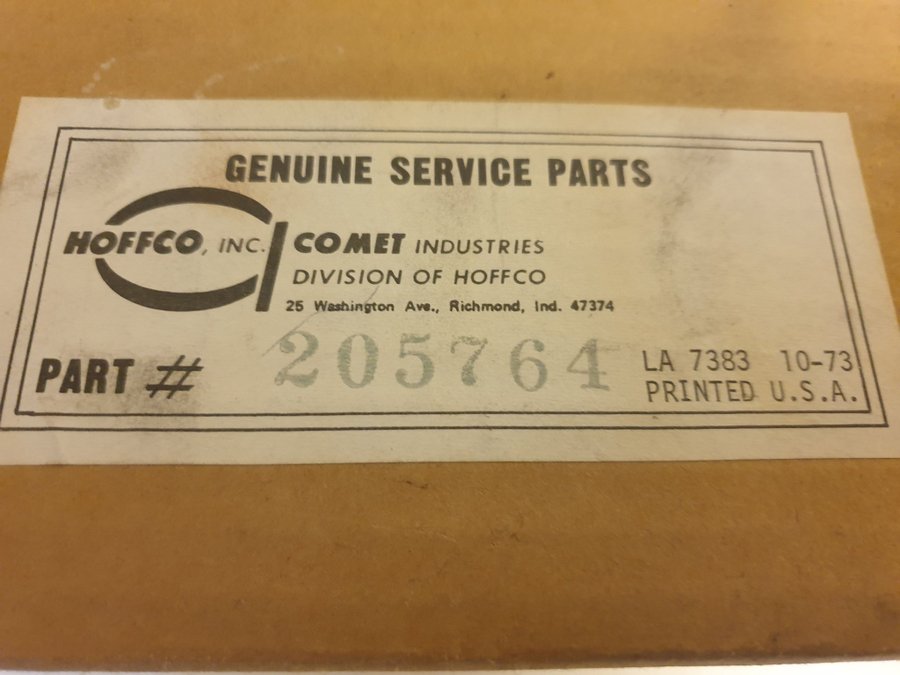 GENUINE SERVICE PARTS
HOFFCO, INC. COMET INDUSTRIES
DIVISION OF HOFFCO
25 Washington Ave., Richmond, Ind. 47374
PART # 205764
LA 7383 10-73
PRINTED U.S.A.